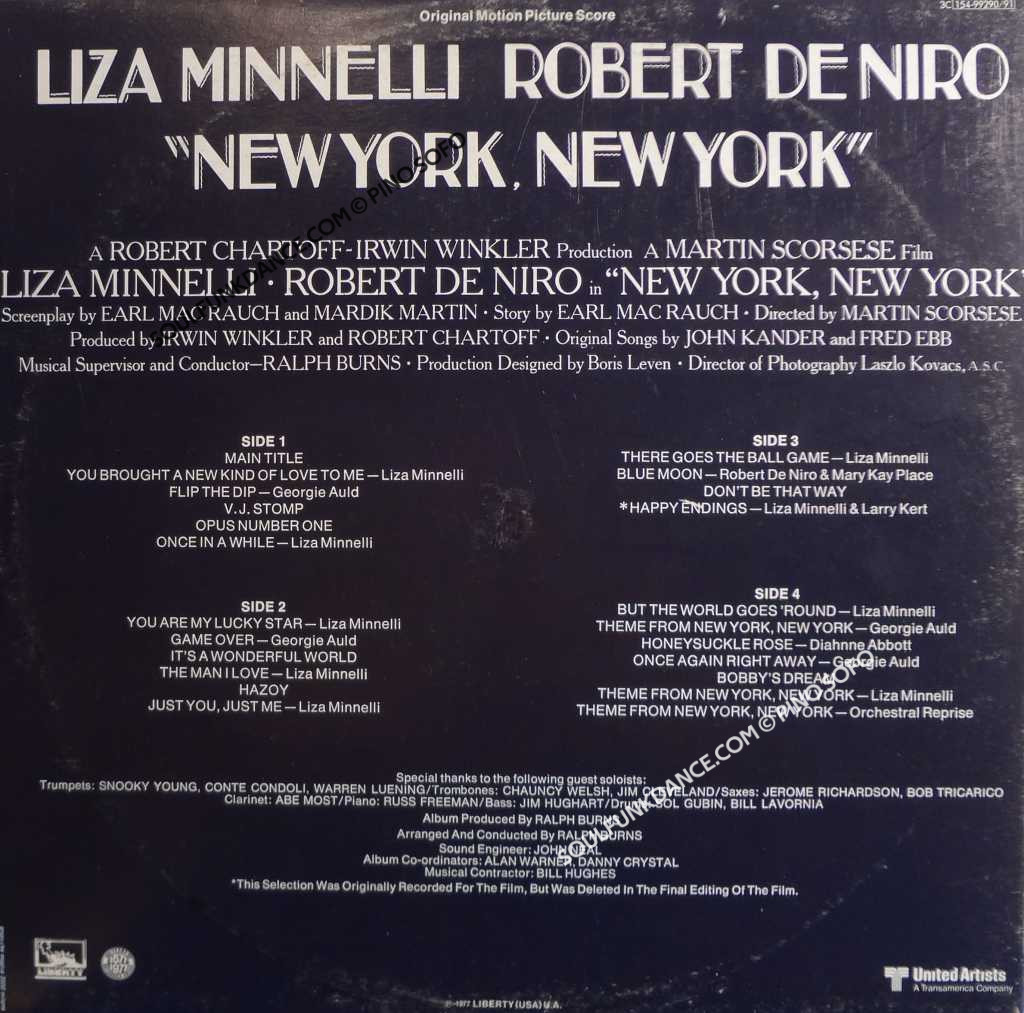 Original Motion Picture Score
3C 154-99290/91
LIZA MINNELLI ROBERT DE NIRO
"NEW YORK, NEW YORK"
A ROBERT CHARTOFF-IRWIN WINKLER Production A MARTIN SCORSESE Film
LIZA MINNELLI · ROBERT DE NIRO in "NEW YORK, NEW YORK"
Screenplay by EARL MAC RAUCH and MARDIK MARTIN · Story by EARL MAC RAUCH · Directed by MARTIN SCORSESE
Produced by IRWIN WINKLER and ROBERT CHARTOFF · Original Songs by JOHN KANDER and FRED EBB
Musical Supervisor and Conductor—RALPH BURNS · Production Designed by Boris Leven · Director of Photography Laszlo Kovacs, A.S.C.
SIDE 1
MAIN TITLE
YOU BROUGHT A NEW KIND OF LOVE TO ME — Liza Minnelli
FLIP THE DIP — Georgie Auld
V.J. STOMP
OPUS NUMBER ONE
ONCE IN A WHILE — Liza Minnelli
SIDE 2
YOU ARE MY LUCKY STAR — Liza Minnelli
GAME OVER — Georgie Auld
IT'S A WONDERFUL WORLD
THE MAN I LOVE — Liza Minnelli
HAZOY
JUST YOU, JUST ME — Liza Minnelli
SIDE 3
THERE GOES THE BALL GAME — Liza Minnelli
BLUE MOON — Robert De Niro & Mary Kay Place
DON'T BE THAT WAY
*HAPPY ENDINGS — Liza Minnelli & Larry Kert
SIDE 4
BUT THE WORLD GOES 'ROUND — Liza Minnelli
THEME FROM NEW YORK, NEW YORK — Georgie Auld
HONEYSUCKLE ROSE — Diahnne Abbott
ONCE AGAIN RIGHT AWAY — Georgie Auld
BOBBY'S DREAM
THEME FROM NEW YORK, NEW YORK — Liza Minnelli
THEME FROM NEW YORK, NEW YORK — Orchestral Reprise
Special thanks to the following guest soloists:
Trumpets: SNOOKY YOUNG, CONTE CONDOLI, WARREN LUENING/Trombones: CHAUNCY WELSH, JIM CLEVELAND/Saxes: JEROME RICHARDSON, BOB TRICARICO
Clarinet: ABE MOST/Piano: RUSS FREEMAN/Bass: JIM HUGHART/Drums: SOL GUBIN, BILL LAVORNIA
Album Produced By RALPH BURNS
Arranged And Conducted By RALPH BURNS
Sound Engineer: JOHN NEAL
Album Co-ordinators: ALAN WARNER, DANNY CRYSTAL
Musical Contractor: BILL HUGHES
*This Selection Was Originally Recorded For The Film, But Was Deleted In The Final Editing Of The Film.
LIBERTY
1977
United Artists
A Transamerica Company
1977 LIBERTY (USA) U.A.
SOULFUNKDANCE.COM © PINO SOFO
SOULFUNKDANCE.COM © PINO SOFO